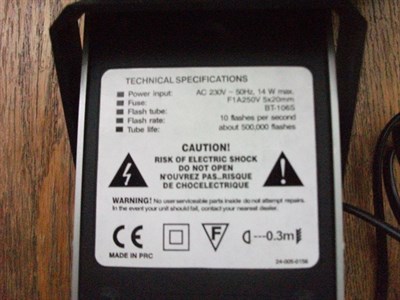 TECHNICAL SPECIFICATIONS
Power input: AC 230V ~ 50Hz, 14 W max.
Fuse: F1A250V 5x20mm
Flash tube: BT-106S
Flash rate: 10 flashes per second
Tube life: about 500,000 flashes
CAUTION!
RISK OF ELECTRIC SHOCK
DO NOT OPEN
N'OUVREZ PAS..RISQUE
DE CHOCELECTRIQUE
WARNING! No user serviceable parts inside do not attempt repairs.
In the event your unit should fail, contact your nearest dealer.
CE F ---0.3m
MADE IN PRC
24-006-0156